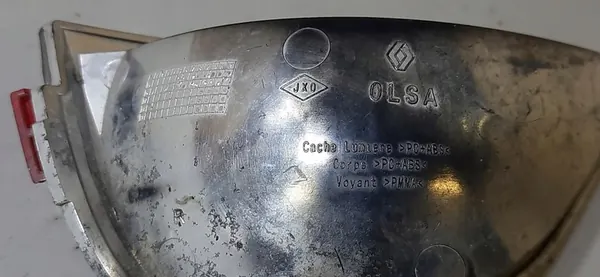 JXO
OLSA
Cache Lumiere >PC+ABS<
Corps >PC+ABS<
Voyant >PMMA<